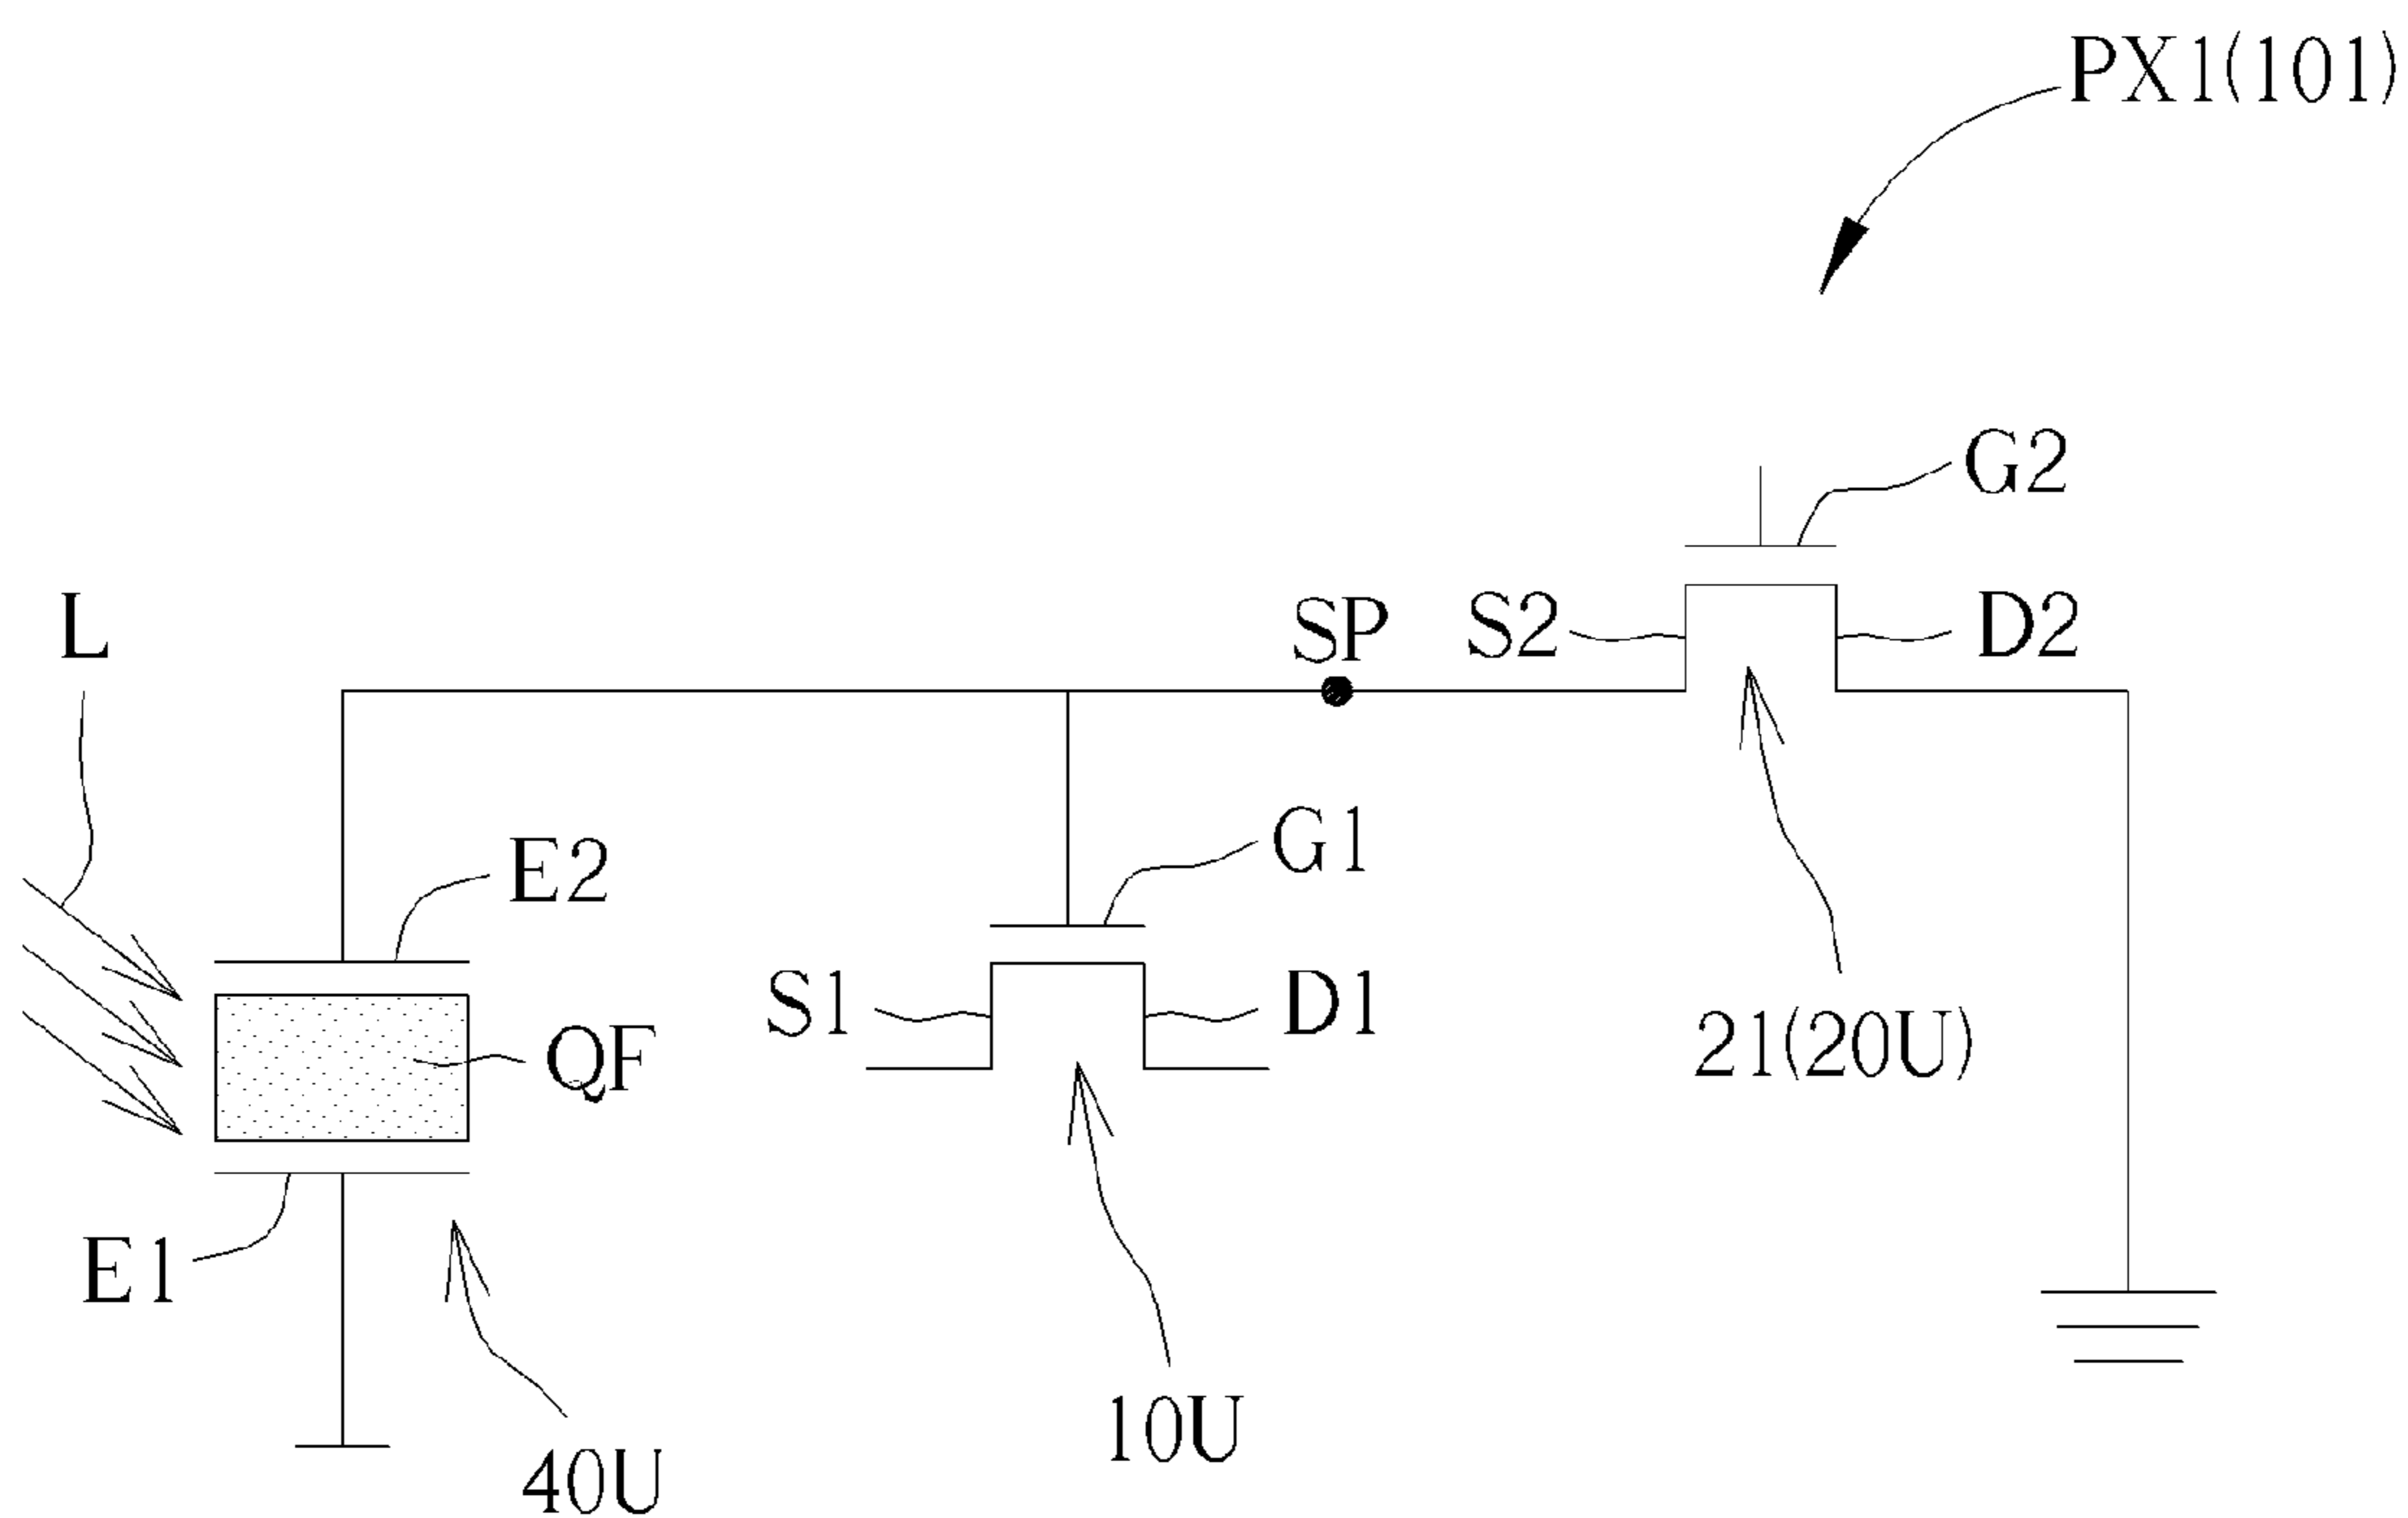 PX1(101)
G2
L
SP
S2
D2
E2
G1
S1
D1
QF
21(20U)
E1
10U
40U